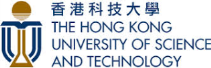 香港科技大學
THE HONG KONG
UNIVERSITY OF SCIENCE
AND TECHNOLOGY